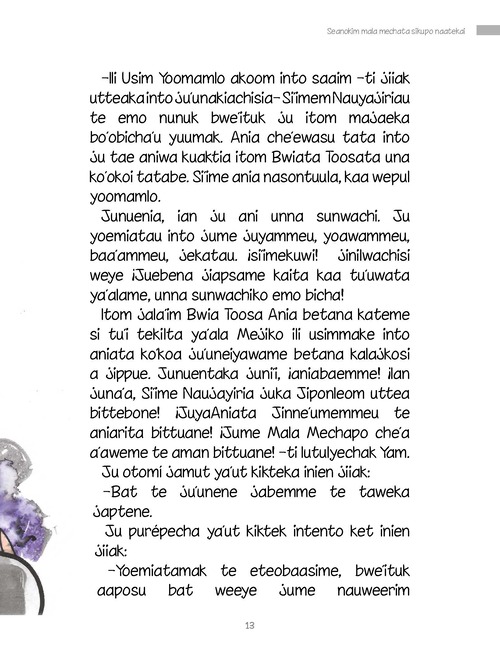 Seanokim mala mechata sikupo naatekai
–Ili Usim Yoomamlo akoom into saaim –ti jiiak
utteaka into ju'unakiachisia– Si'imem Nauyajiriau
te emo nunuk bwe'ituk ju itom majaeka
bo'obicha'u yuumak. Ania che'ewasu tata into
ju tae aniwa kuaktia itom Bwiata Toosata una
ko'okoi tatabe. Si'ime ania nasontuula, kaa wepul
yoomamlo.
Junuenia, ian ju ani unna sunwachi. Ju
yoemiatau into jume juyammeu, yoawammeu,
baa'ammeu, jekatau. ¡si'imekuwi! jinilwachisi
weye ¡Juebena jiapsame kaita kaa tu'uwata
ya'alame, unna sunwachiko emo bicha!
Itom jala'im Bwia Toosa Ania betana kateme
si tu'i tekilta ya'ala Mejiko ili usimmake into
aniata ko'koa ju'uneiyawame betana kalajkosi
a jippue. Junuentaka junii, ¡aniabaemme! ¡Ian
juna'a, Si'ime Naujayiria Juka Jiponleom uttea
bittebone! ¡JuyaAniata Jinne'umemmeu te
aniarita bittuane! ¡Jume Mala Mechapo che'a
a'aweme te aman bittuane! –ti lutulyechak Yam.
Ju otomi jamut ya'ut kikteka inien jiiak:
–Bat te ju'unene jabemme te taweka
japtene.
Ju purépecha ya'ut kiktek intento ket inien
jiiak:
–Yoemiatamak te eteobaasime, bwe'ituk
aaposu bat weeye jume nauweerim
13